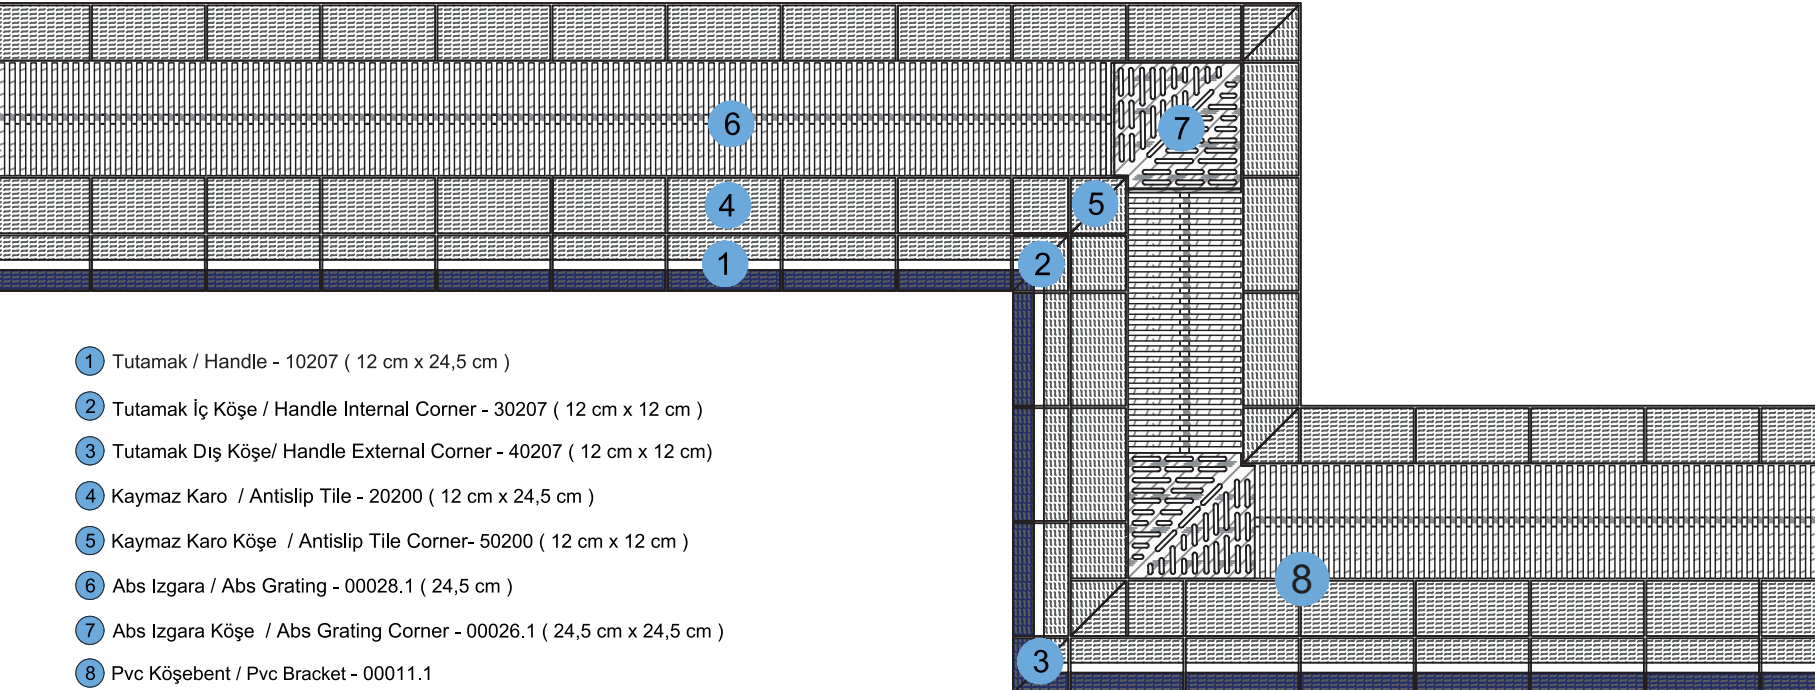 6
7
4
5
1
2
1 Tutamak / Handle - 10207 ( 12 cm x 24,5 cm )
2 Tutamak İç Köşe / Handle Internal Corner - 30207 ( 12 cm x 12 cm )
3 Tutamak Dış Köşe/ Handle External Corner - 40207 ( 12 cm x 12 cm)
4 Kaymaz Karo / Antislip Tile - 20200 ( 12 cm x 24,5 cm )
5 Kaymaz Karo Köşe / Antislip Tile Corner- 50200 ( 12 cm x 12 cm )
6 Abs Izgara / Abs Grating - 00028.1 ( 24,5 cm )
7 Abs Izgara Köşe / Abs Grating Corner - 00026.1 ( 24,5 cm x 24,5 cm )
8 Pvc Köşebent / Pvc Bracket - 00011.1
8
3